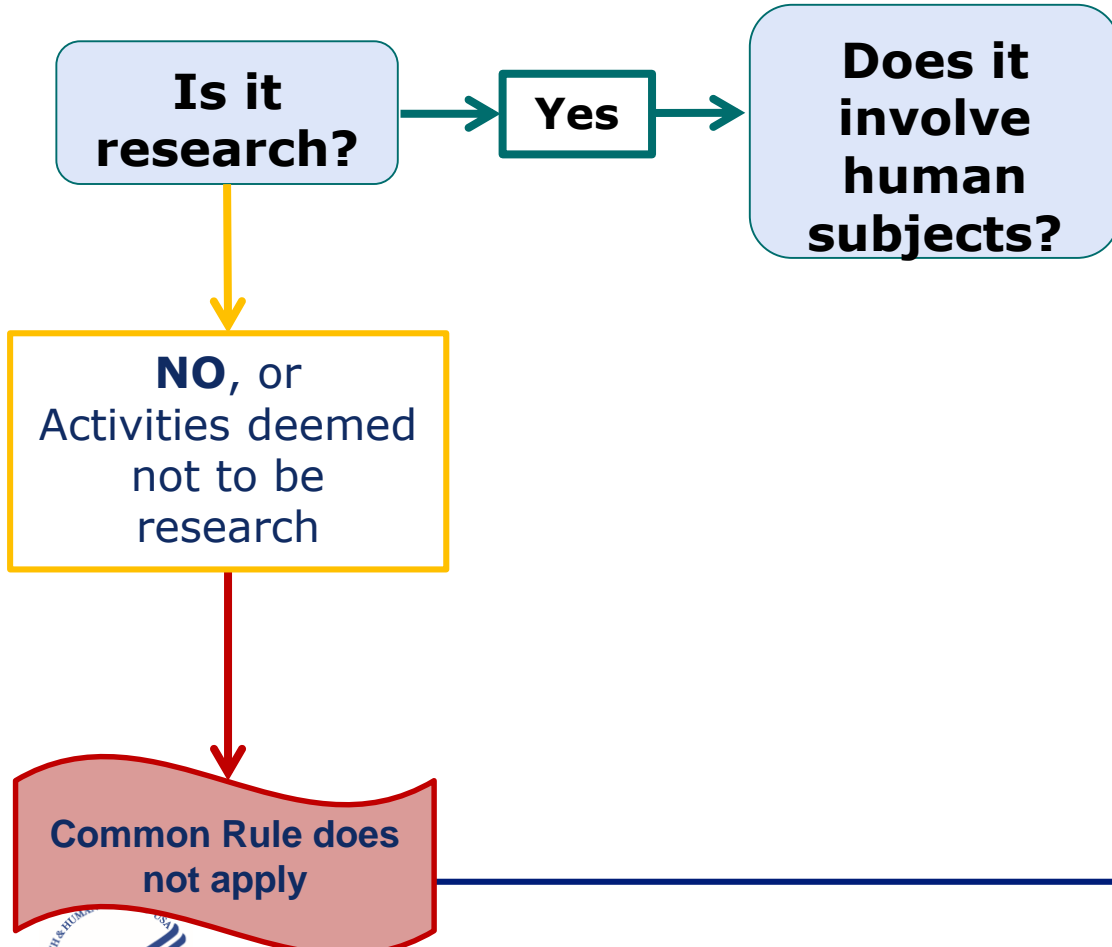 Is it
research?
Yes
Does it
involve
human
subjects?
NO, or
Activities deemed
not to be
research
Common Rule does
not apply